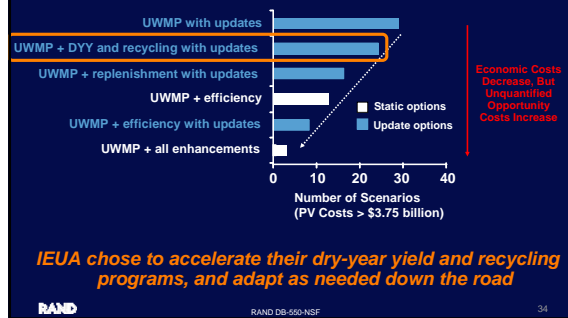 UWMP with updates
UWMP + DYY and recycling with updates
UWMP + replenishment with updates
UWMP + efficiency
UWMP + efficiency with updates
UWMP + all enhancements
Static options
Update options
Economic Costs
Decrease, But
Unquantified
Opportunity
Costs Increase
0 10 20 30 40
Number of Scenarios
(PV Costs > $3.75 billion)
IEUA chose to accelerate their dry-year yield and recycling
programs, and adapt as needed down the road
RAND
RAND DB-550-NSF
34